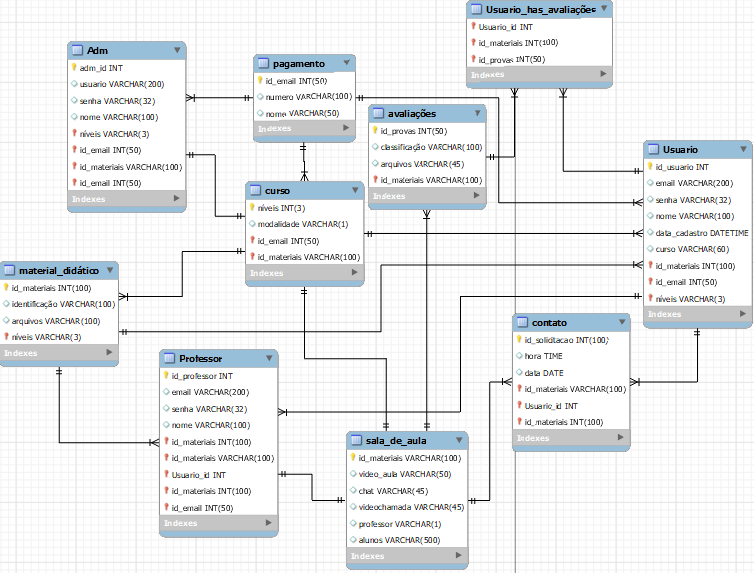 Adm
adm_id INT
usuario VARCHAR(200)
senha VARCHAR(32)
nome VARCHAR(100)
níveis VARCHAR(3)
id_email INT(50)
id_materiais VARCHAR(100)
id_email INT(50)
Indexes
pagamento
id_email INT(50)
numero VARCHAR(100)
nome VARCHAR(50)
Indexes
Usuario_has_avaliações
Usuario_id INT
id_materiais INT(100)
id_provas INT(50)
Indexes
avaliações
id_provas INT(50)
classificação VARCHAR(100)
arquivos VARCHAR(45)
id_materiais VARCHAR(100)
Indexes
Usuario
id_usuario INT
email VARCHAR(200)
senha VARCHAR(32)
nome VARCHAR(100)
data_cadastro DATETIME
curso VARCHAR(60)
id_materiais INT(100)
id_email INT(50)
níveis VARCHAR(3)
Indexes
curso
níveis INT(3)
modalidade VARCHAR(1)
id_email INT(50)
id_materiais VARCHAR(100)
Indexes
material_didático
id_materiais INT(100)
identificação VARCHAR(100)
arquivos VARCHAR(100)
níveis VARCHAR(3)
Indexes
contato
id_solicitacao INT(100)
hora TIME
data DATE
id_materiais VARCHAR(100)
Usuario_id INT
id_materiais INT(100)
Indexes
Professor
id_professor INT
email VARCHAR(200)
senha VARCHAR(32)
nome VARCHAR(100)
id_materiais INT(100)
id_materiais VARCHAR(100)
Usuario_id INT
id_materiais INT(100)
id_email INT(50)
Indexes
sala_de_aula
id_materiais VARCHAR(100)
video_aula VARCHAR(50)
chat VARCHAR(45)
videochamada VARCHAR(45)
professor VARCHAR(1)
alunos VARCHAR(500)
Indexes